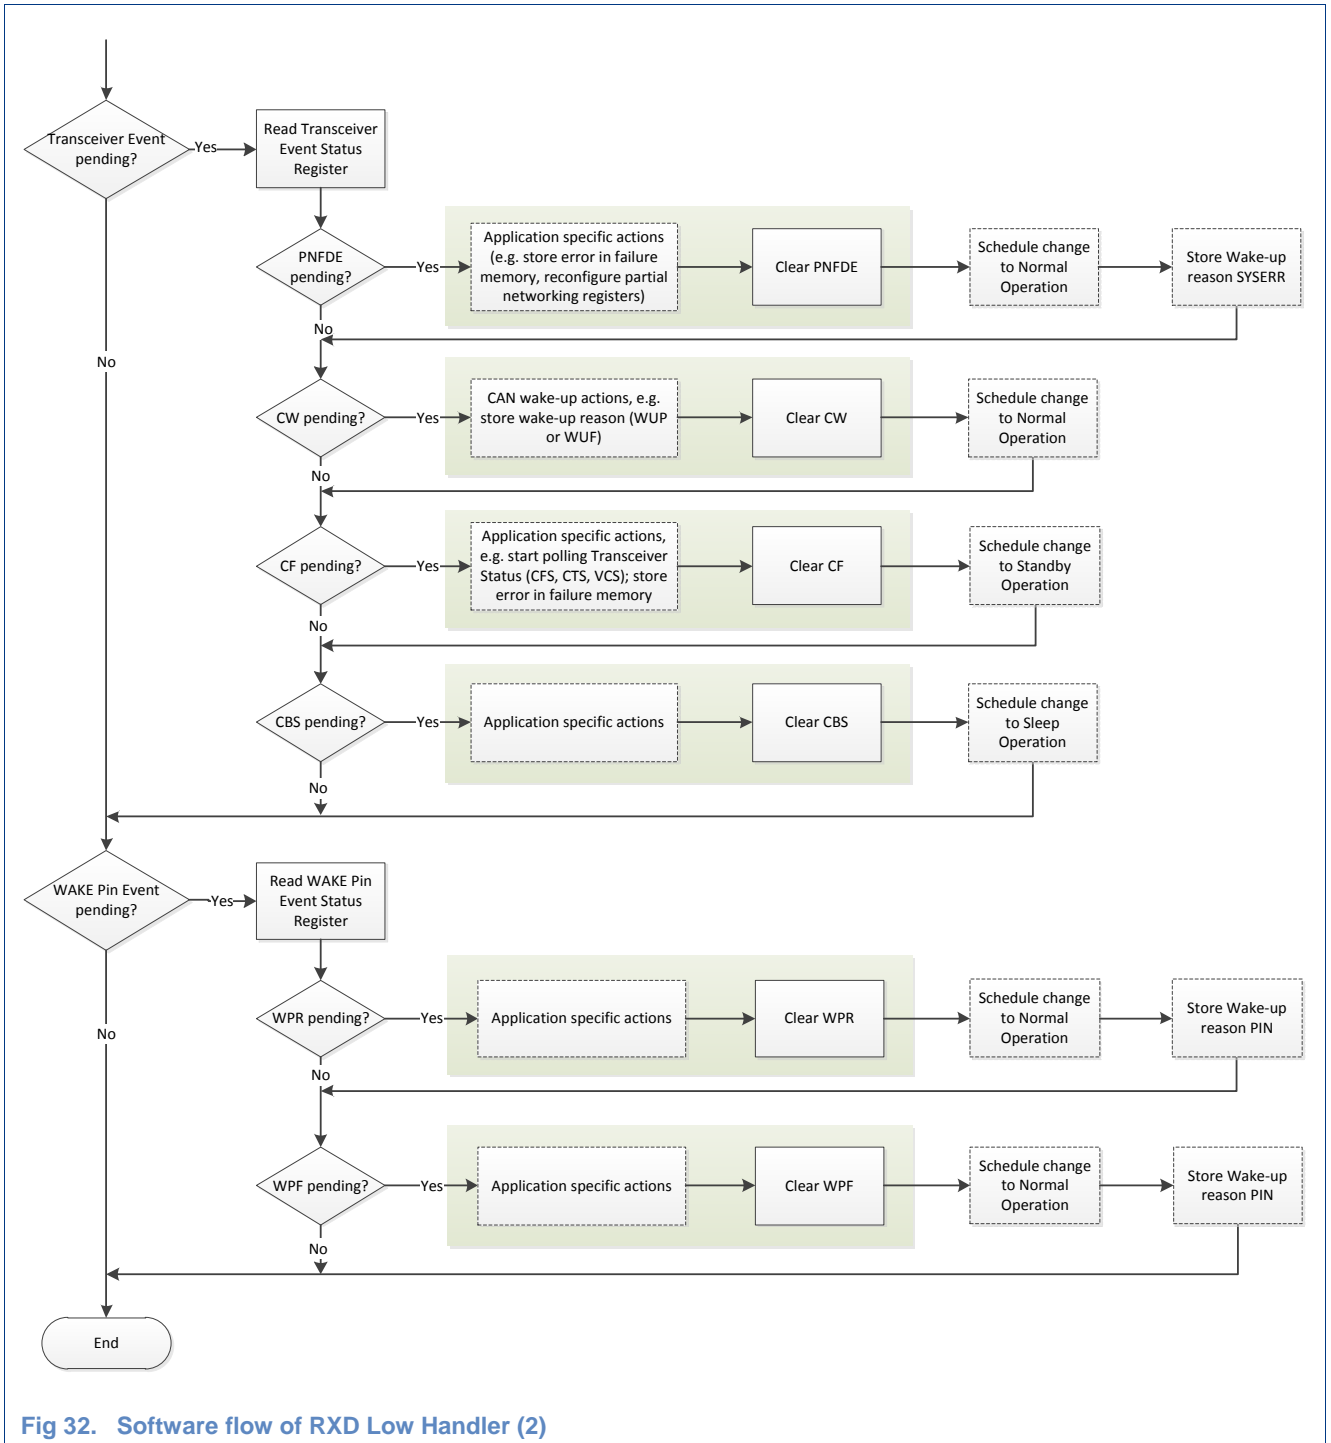 Transceiver Event
pending?
Yes
Read Transceiver
Event Status
Register
PNFDE
pending?
Yes
Application specific actions
(e.g. store error in failure
memory, reconfigure partial
networking registers)
Clear PNFDE
Schedule change
to Normal
Operation
Store Wake-up
reason SYSERR
No
No
CW pending?
Yes
CAN wake-up actions, e.g.
store wake-up reason (WUP
or WUF)
Clear CW
Schedule change
to Normal
Operation
No
CF pending?
Yes
Application specific actions,
e.g. start polling Transceiver
Status (CFS, CTS, VCS); store
error in failure memory
Clear CF
Schedule change
to Standby
Operation
No
CBS pending?
Yes
Application specific actions
Clear CBS
Schedule change
to Sleep
Operation
No
WAKE Pin Event
pending?
Yes
Read WAKE Pin
Event Status
Register
No
WPR pending?
Yes
Application specific actions
Clear WPR
Schedule change
to Normal
Operation
Store Wake-up
reason PIN
No
WPF pending?
Yes
Application specific actions
Clear WPF
Schedule change
to Normal
Operation
Store Wake-up
reason PIN
No
End
Fig 32. Software flow of RXD Low Handler (2)